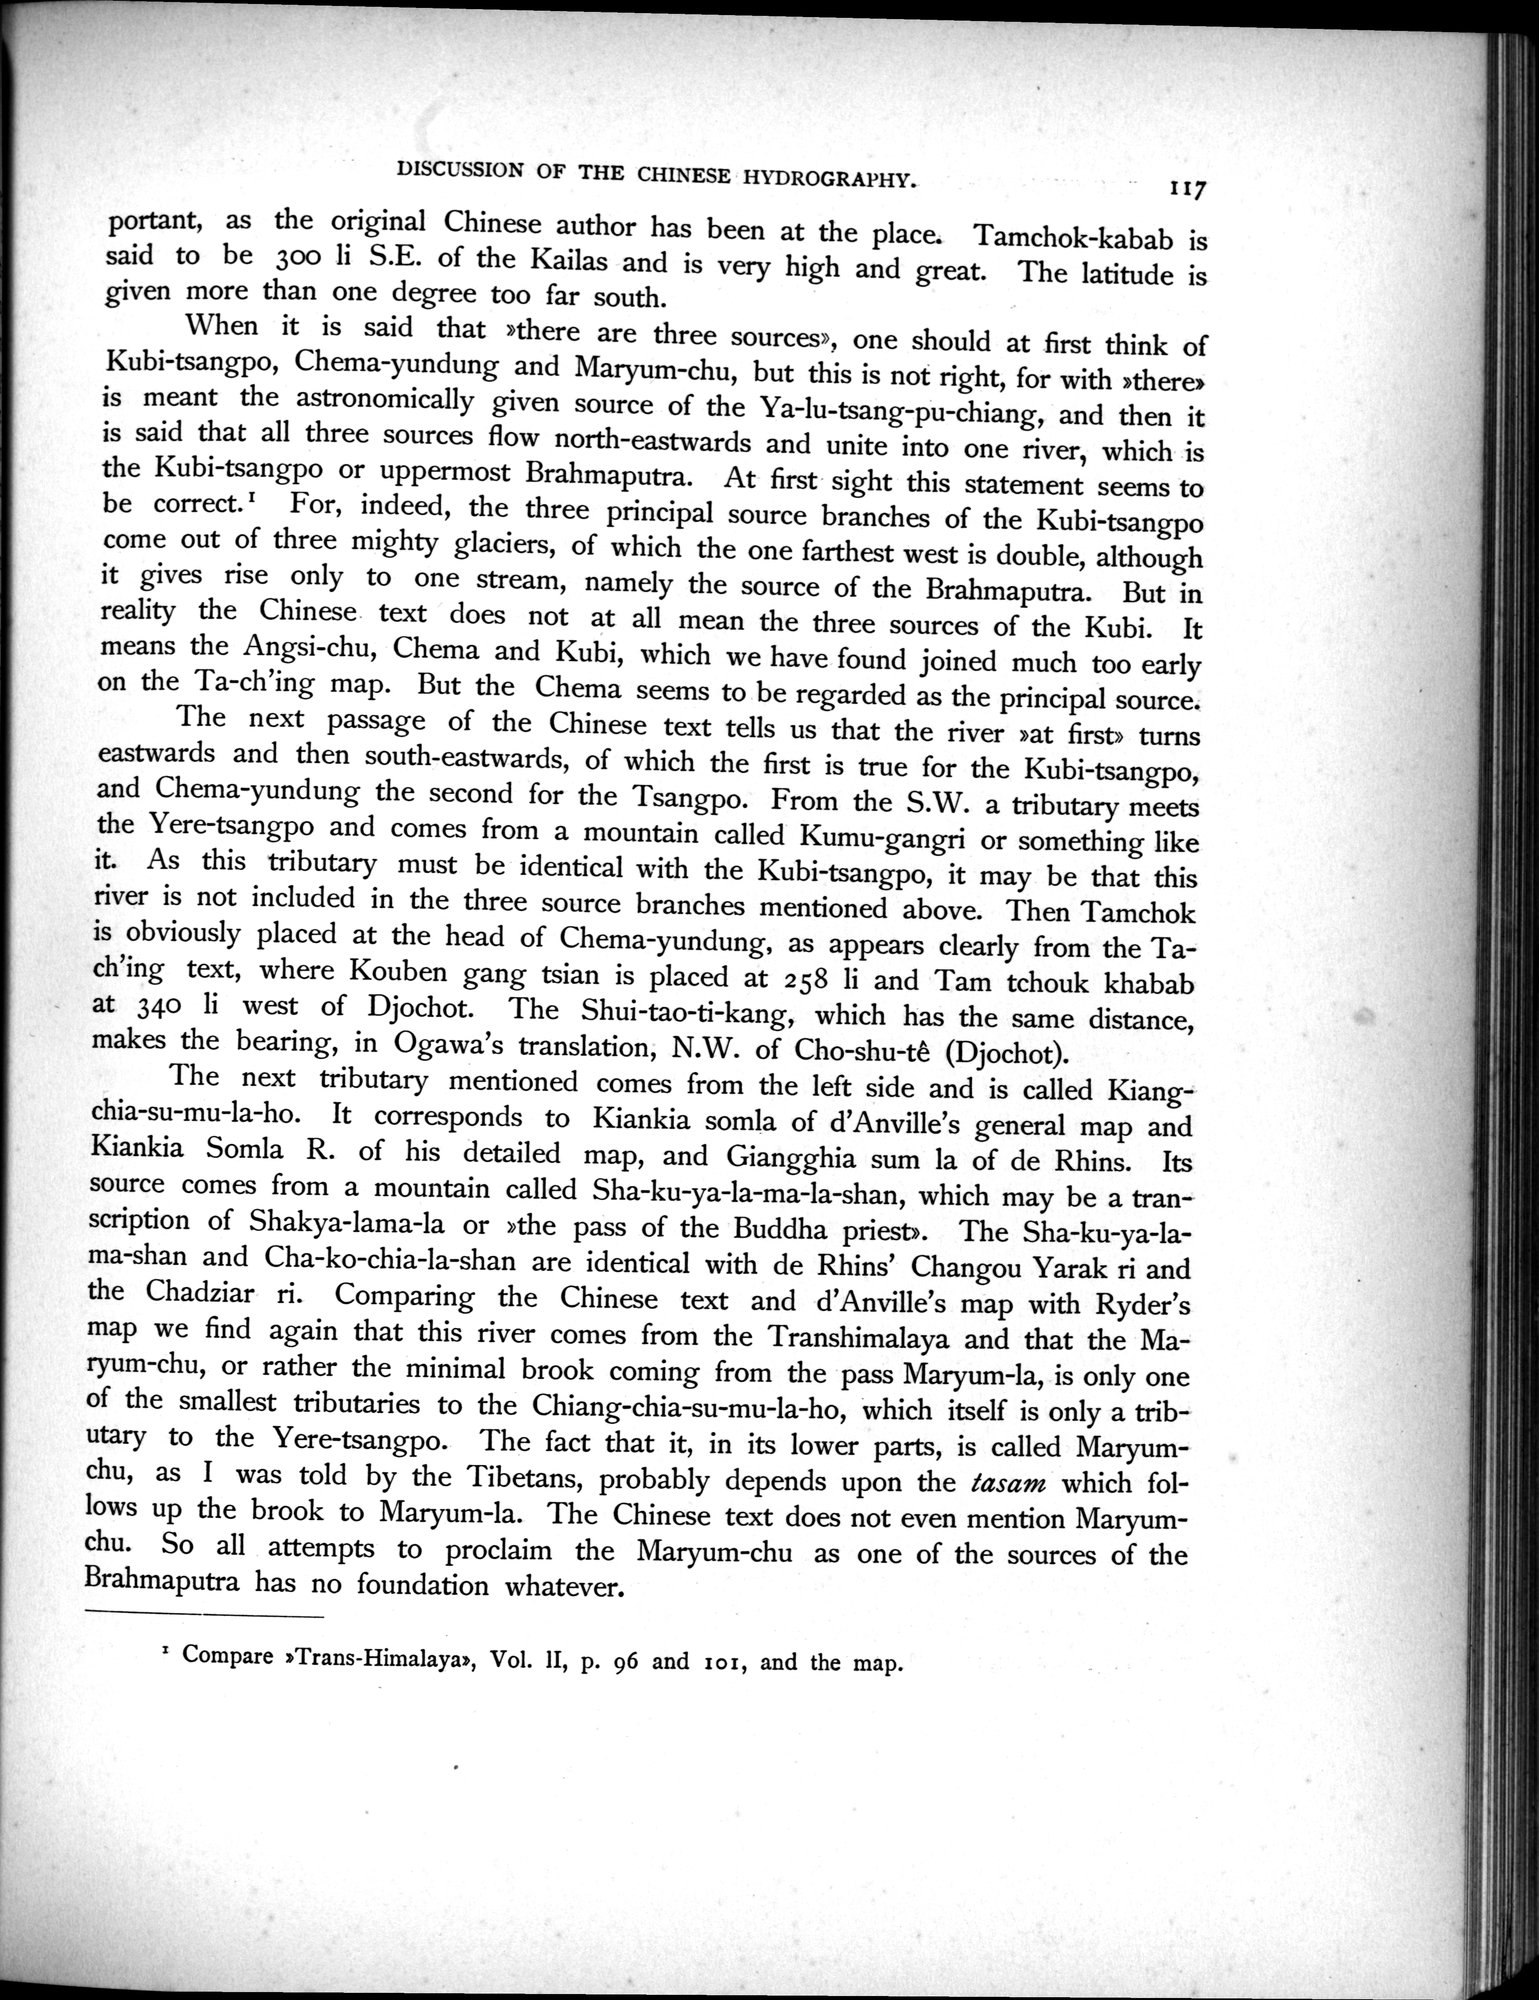 DISCUSSION OF THE CHINESE HYDROGRAPHY.
117
portant, as the original Chinese author has been at the place. Tamchok-kabab is
said to be 300 li S.E. of the Kailas and is very high and great. The latitude is
given more than one degree too far south.
When it is said that »there are three sources», one should at first think of
Kubi-tsangpo, Chema-yundung and Maryum-chu, but this is not right, for with »there»
is meant the astronomically given source of the Ya-lu-tsang-pu-chiang, and then it
is said that all three sources flow north-eastwards and unite into one river, which is
the Kubi-tsangpo or uppermost Brahmaputra. At first sight this statement seems to
be correct.¹ For, indeed, the three principal source branches of the Kubi-tsangpo
come out of three mighty glaciers, of which the one farthest west is double, although
it gives rise only to one stream, namely the source of the Brahmaputra. But in
reality the Chinese text does not at all mean the three sources of the Kubi. It
means the Angsi-chu, Chema and Kubi, which we have found joined much too early
on the Ta-ch'ing map. But the Chema seems to be regarded as the principal source.
The next passage of the Chinese text tells us that the river »at first» turns
eastwards and then south-eastwards, of which the first is true for the Kubi-tsangpo,
and Chema-yundung the second for the Tsangpo. From the S.W. a tributary meets
the Yere-tsangpo and comes from a mountain called Kumu-gangri or something like
it. As this tributary must be identical with the Kubi-tsangpo, it may be that this
river is not included in the three source branches mentioned above. Then Tamchok
is obviously placed at the head of Chema-yundung, as appears clearly from the Ta-
ch'ing text, where Kouben gang tsian is placed at 258 li and Tam tchouk khabab
at 340 li west of Djochot. The Shui-tao-ti-kang, which has the same distance,
makes the bearing, in Ogawa's translation, N.W. of Cho-shu-tê (Djochot).
The next tributary mentioned comes from the left side and is called Kiang-
chia-su-mu-la-ho. It corresponds to Kiankia somla of d'Anville's general map and
Kiankia Somla R. of his detailed map, and Giangghia sum la of de Rhins. Its
source comes from a mountain called Sha-ku-ya-la-ma-la-shan, which may be a tran-
scription of Shakya-lama-la or »the pass of the Buddha priest». The Sha-ku-ya-la-
ma-shan and Cha-ko-chia-la-shan are identical with de Rhins' Changou Yarak ri and
the Chadziar ri. Comparing the Chinese text and d'Anville's map with Ryder's
map we find again that this river comes from the Transhimalaya and that the Ma-
ryum-chu, or rather the minimal brook coming from the pass Maryum-la, is only one
of the smallest tributaries to the Chiang-chia-su-mu-la-ho, which itself is only a trib-
utary to the Yere-tsangpo. The fact that it, in its lower parts, is called Maryum-
chu, as I was told by the Tibetans, probably depends upon the tasam which fol-
lows up the brook to Maryum-la. The Chinese text does not even mention Maryum-
chu. So all attempts to proclaim the Maryum-chu as one of the sources of the
Brahmaputra has no foundation whatever.
¹ Compare »Trans-Himalaya», Vol. II, p. 96 and 101, and the map.